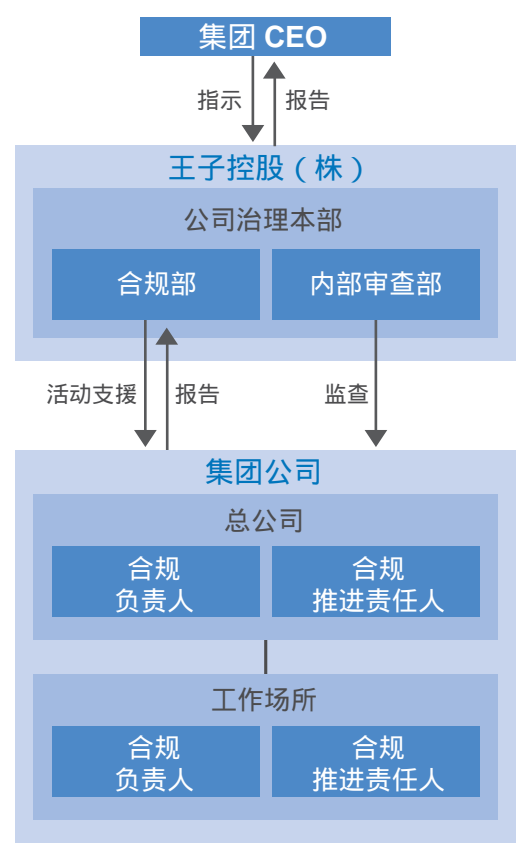 集团 CEO
指示
报告
王子控股（株）
公司治理本部
合规部
内部审查部
活动支援
报告
监查
集团公司
总公司
合规
负责人
合规
推进责任人
工作场所
合规
负责人
合规
推进责任人